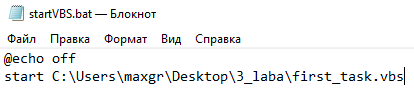 startVBS.bat — Блокнот
Файл Правка Формат Вид Справка
@echo off
start C:\Users\maxgr\Desktop\3_laba\first_task.vbs